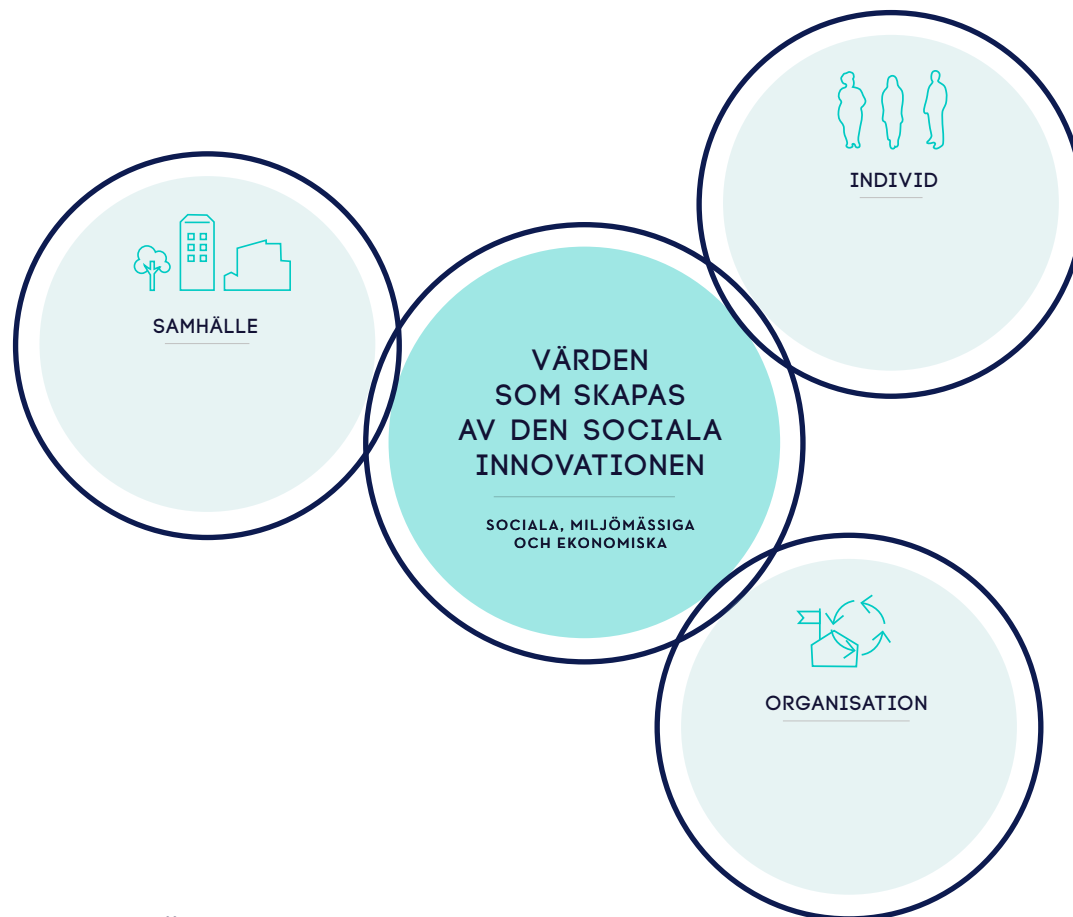 INDIVID
SAMHÄLLE
VÄRDEN
SOM SKAPAS
AV DEN SOCIALA
INNOVATIONEN
SOCIALA, MILJÖMÄSSIGA
OCH EKONOMISKA
ORGANISATION